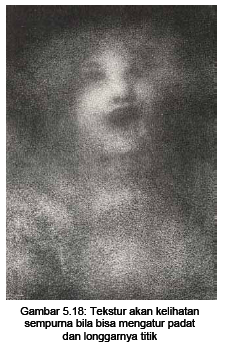 Gambar 5.18: Tekstur akan kelihatan
sempurna bila bisa mengatur padat
dan longgarnya titik